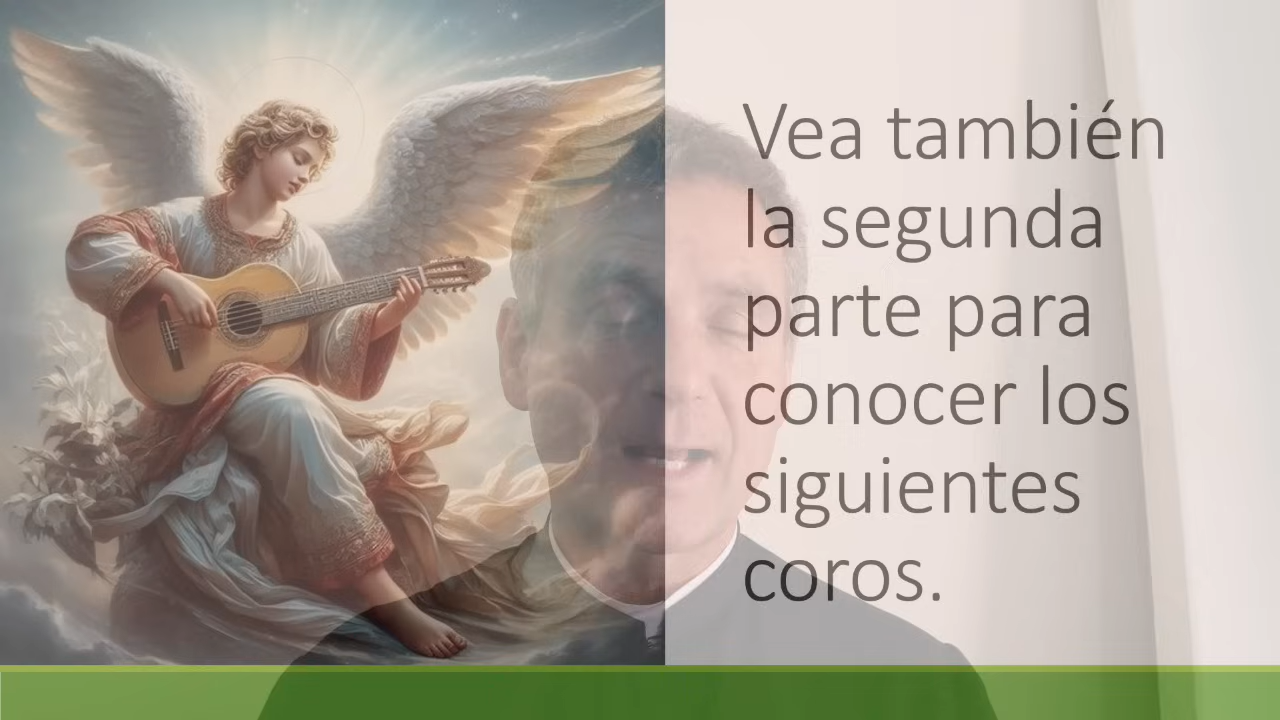 Vea también
la segunda
parte para
conocer los
siguientes
coros.